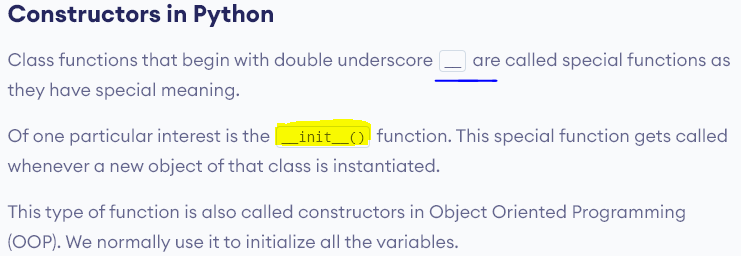 Constructors in Python
Class functions that begin with double underscore __ are called special functions as
they have special meaning.
Of one particular interest is the __init__() function. This special function gets called
whenever a new object of that class is instantiated.
This type of function is also called constructors in Object Oriented Programming
(OOP). We normally use it to initialize all the variables.